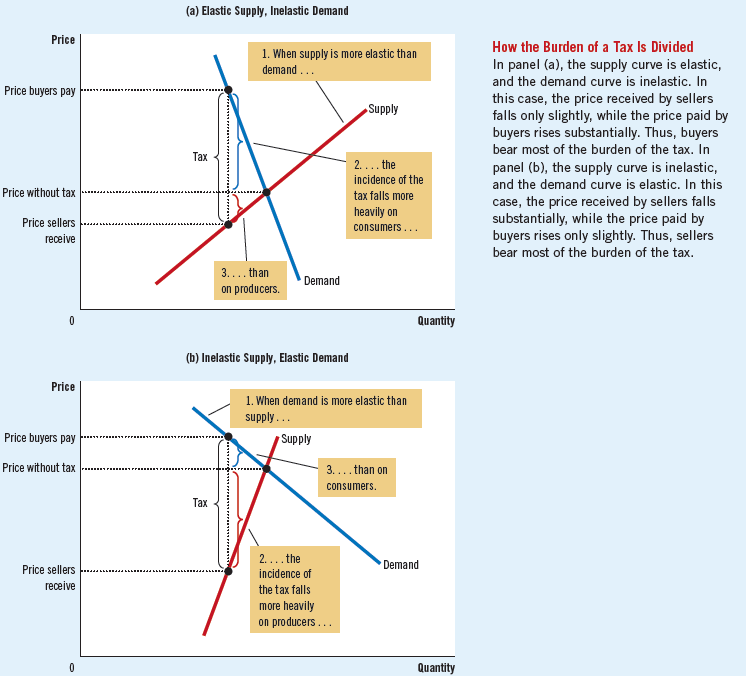 (a) Elastic Supply, Inelastic Demand
Price
1. When supply is more elastic than
demand . . .
Price buyers pay
Supply
Tax
2. . . . the
incidence of the
tax falls more
heavily on
consumers . . .
Price without tax
Price sellers
receive
3. . . . than
on producers.
Demand
0
Quantity
How the Burden of a Tax Is Divided
In panel (a), the supply curve is elastic,
and the demand curve is inelastic. In
this case, the price received by sellers
falls only slightly, while the price paid by
buyers rises substantially. Thus, buyers
bear most of the burden of the tax. In
panel (b), the supply curve is inelastic,
and the demand curve is elastic. In this
case, the price received by sellers falls
substantially, while the price paid by
buyers rises only slightly. Thus, sellers
bear most of the burden of the tax.
(b) Inelastic Supply, Elastic Demand
Price
1. When demand is more elastic than
supply . . .
Price buyers pay
Supply
Price without tax
3. . . . than on
consumers.
Tax
2. . . . the
incidence of
the tax falls
more heavily
on producers . . .
Demand
Price sellers
receive
0
Quantity